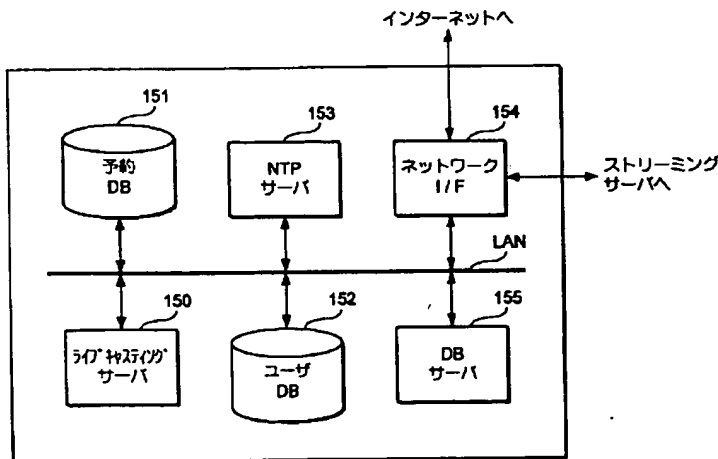 インターネットへ
151
予約
DB
153
NTP
サーバ
154
ネットワーク
I/F
ストリーミング
サーバへ
LAN
150
ライブキャスティング
サーバ
152
ユーザ
DB
155
DB
サーバ